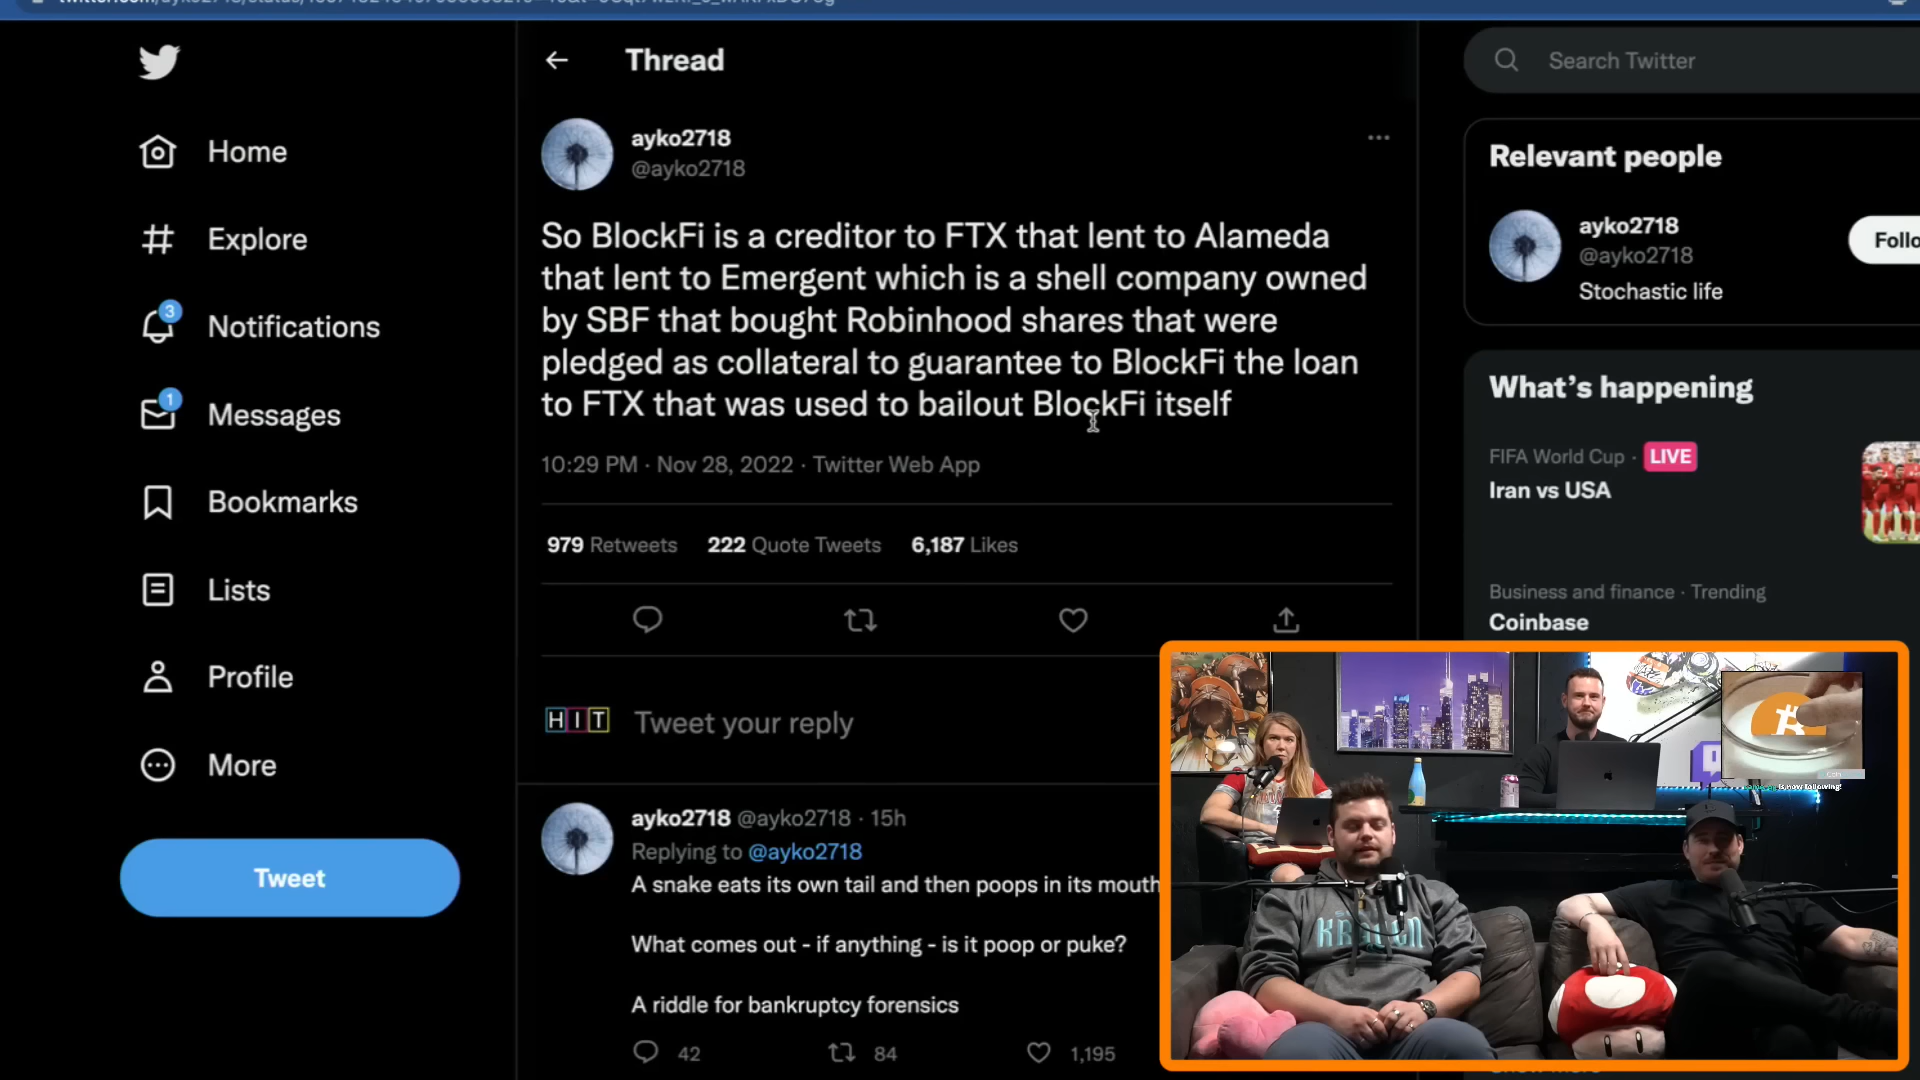 Thread
Search Twitter
Home
Explore
3
Notifications
1
Messages
Bookmarks
Lists
Profile
More
Tweet
ayko2718
@ayko2718
So BlockFi is a creditor to FTX that lent to Alameda
that lent to Emergent which is a shell company owned
by SBF that bought Robinhood shares that were
pledged as collateral to guarantee to BlockFi the loan
to FTX that was used to bailout BlockFi itself
10:29 PM · Nov 28, 2022 · Twitter Web App
979 Retweets 222 Quote Tweets 6,187 Likes
HIT
Tweet your reply
ayko2718 @ayko2718 · 15h
Replying to @ayko2718
A snake eats its own tail and then poops in its mouth
What comes out - if anything - is it poop or puke?
A riddle for bankruptcy forensics
42 84 1,195
Relevant people
ayko2718
@ayko2718
Follo
Stochastic life
What's happening
FIFA World Cup · LIVE
Iran vs USA
Business and finance · Trending
Coinbase
is now following!